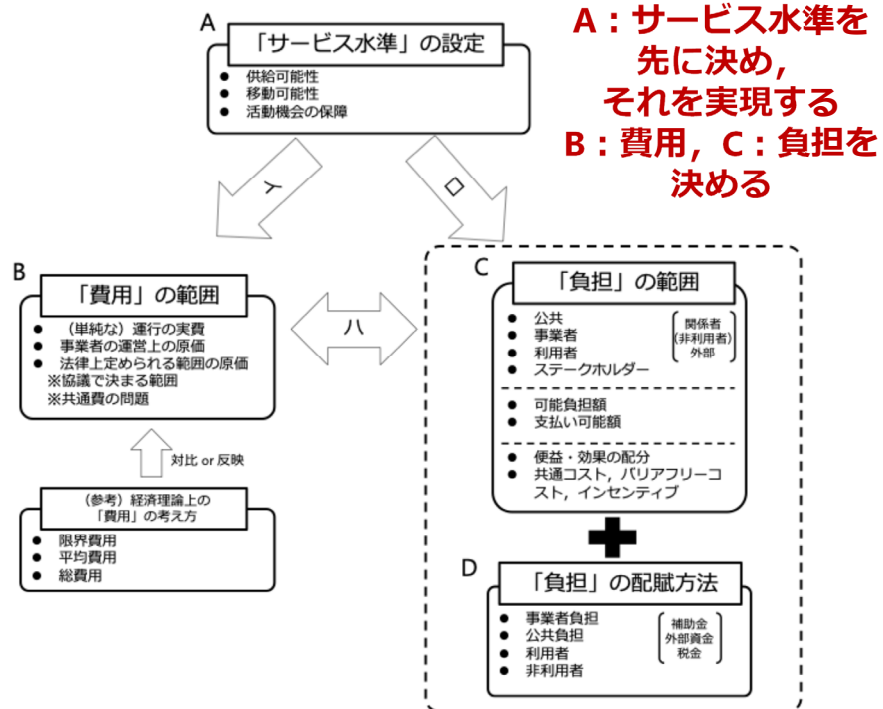 A：サービス水準を
先に決め，
それを実現する
B：費用，C：負担を
決める
A
「サービス水準」の設定
● 供給可能性
● 移動可能性
● 活動機会の保障
イ
ロ
B
「費用」の範囲
● （単純な）運行の実費
● 事業者の運営上の原価
● 法律上定められる範囲の原価
※協議で決まる範囲
※共通費の問題
ハ
C
「負担」の範囲
● 公共
● 事業者
● 利用者
● ステークホルダー
関係者
(非利用者)
外部
● 可能負担額
● 支払い可能額
● 便益・効果の配分
● 共通コスト，バリアフリーコ
スト，インセンティブ
対比 or 反映
（参考）経済理論上の
「費用」の考え方
● 限界費用
● 平均費用
● 総費用
D
「負担」の配賦方法
● 事業者負担
● 公共負担
● 利用者
● 非利用者
補助金
外部資金
税金